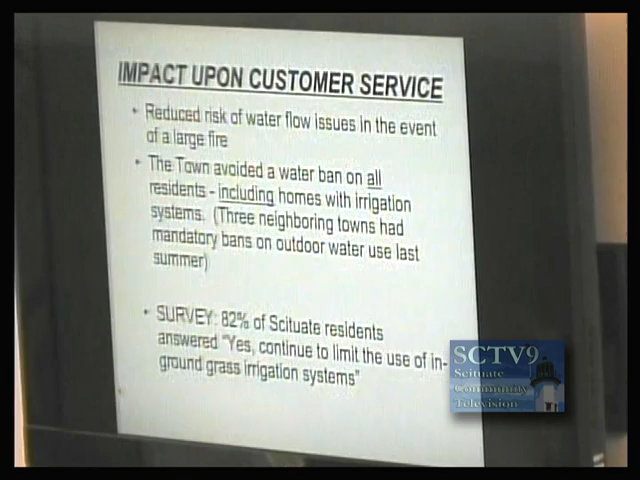 IMPACT UPON CUSTOMER SERVICE
• Reduced risk of water flow issues in the event
of a large fire
• The Town avoided a water ban on all
residents - including homes with irrigation
systems. (Three neighboring towns had
mandatory bans on outdoor water use last
summer)
• SURVEY: 82% of Scituate residents
answered "Yes, continue to limit the use of in-
ground grass irrigation systems"
SCTV9
Scituate
Community
Television